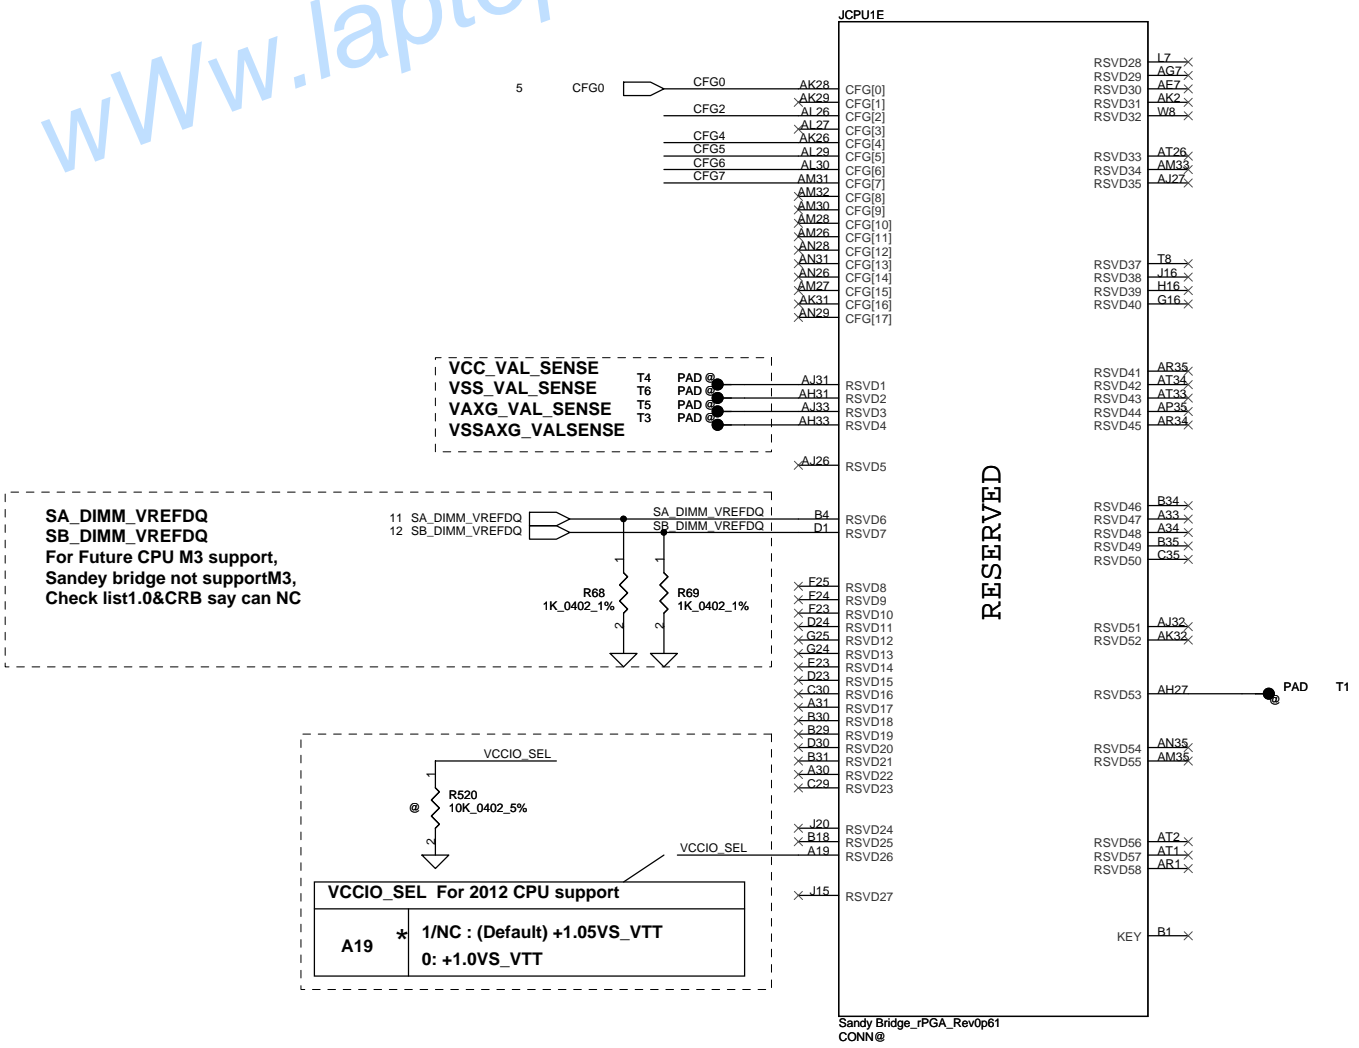 wWw.lapto
JCPU1E
5 CFG0 CFG0 AK28 CFG[0]
AK29 CFG[1]
CFG2 AL26 CFG[2]
AL27 CFG[3]
CFG4 AK26 CFG[4]
CFG5 AL29 CFG[5]
CFG6 AL30 CFG[6]
CFG7 AM31 CFG[7]
AM32 CFG[8]
AM30 CFG[9]
AM28 CFG[10]
AM26 CFG[11]
AN28 CFG[12]
AN31 CFG[13]
AN26 CFG[14]
AM27 CFG[15]
AK31 CFG[16]
AN29 CFG[17]
VCC_VAL_SENSE T4 PAD @ AJ31 RSVD1
VSS_VAL_SENSE T6 PAD @ AH31 RSVD2
VAXG_VAL_SENSE T5 PAD @ AJ33 RSVD3
VSSAXG_VALSENSE T3 PAD @ AH33 RSVD4
AJ26 RSVD5
SA_DIMM_VREFDQ
SB_DIMM_VREFDQ
For Future CPU M3 support,
Sandey bridge not supportM3,
Check list1.0&CRB say can NC
11 SA_DIMM_VREFDQ SA_DIMM_VREFDQ B4 RSVD6
12 SB_DIMM_VREFDQ SB_DIMM_VREFDQ D1 RSVD7
1 1
R68
1K_0402_1%
R69
1K_0402_1%
2 2
F25 RSVD8
F24 RSVD9
F23 RSVD10
D24 RSVD11
G25 RSVD12
G24 RSVD13
E23 RSVD14
D23 RSVD15
C30 RSVD16
A31 RSVD17
B30 RSVD18
B29 RSVD19
D30 RSVD20
B31 RSVD21
A30 RSVD22
C29 RSVD23
VCCIO_SEL
1
@ R520
10K_0402_5%
2
J20 RSVD24
B18 RSVD25
VCCIO_SEL A19 RSVD26
J15 RSVD27
VCCIO_SEL For 2012 CPU support
A19 * 1/NC : (Default) +1.05VS_VTT
0: +1.0VS_VTT
RESERVED
RSVD28 L7
RSVD29 AG7
RSVD30 AE7
RSVD31 AK2
RSVD32 W8
RSVD33 AT26
RSVD34 AM33
RSVD35 AJ27
RSVD37 T8
RSVD38 J16
RSVD39 H16
RSVD40 G16
RSVD41 AR35
RSVD42 AT34
RSVD43 AT33
RSVD44 AP35
RSVD45 AR34
RSVD46 B34
RSVD47 A33
RSVD48 A34
RSVD49 B35
RSVD50 C35
RSVD51 AJ32
RSVD52 AK32
RSVD53 AH27 @ PAD T1
RSVD54 AN35
RSVD55 AM35
RSVD56 AT2
RSVD57 AT1
RSVD58 AR1
KEY B1
Sandy Bridge_rPGA_Rev0p61
CONN@